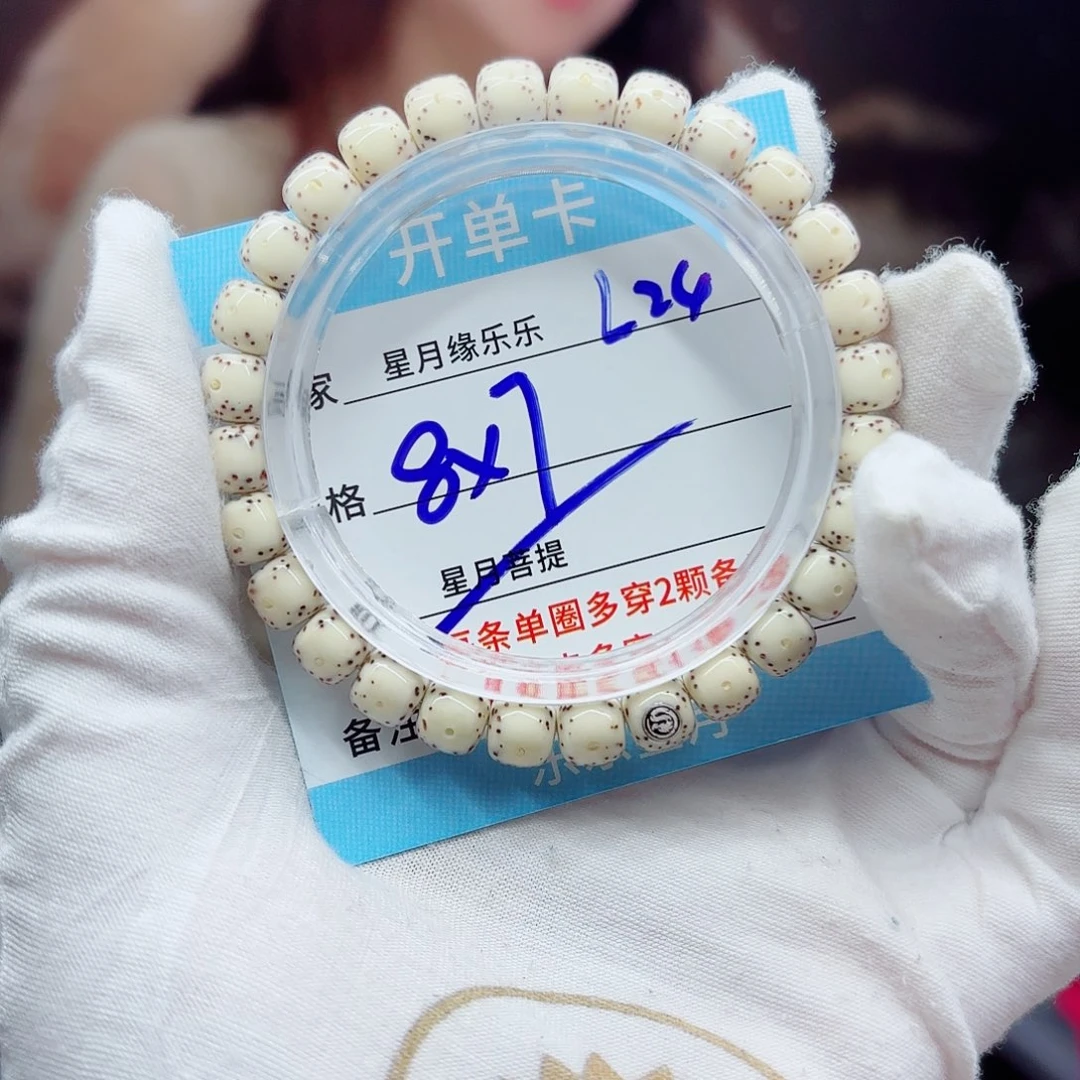 开单卡
L24
家 星月缘乐乐
格 8x7
星月菩提
条单圈多穿2颗备
备注